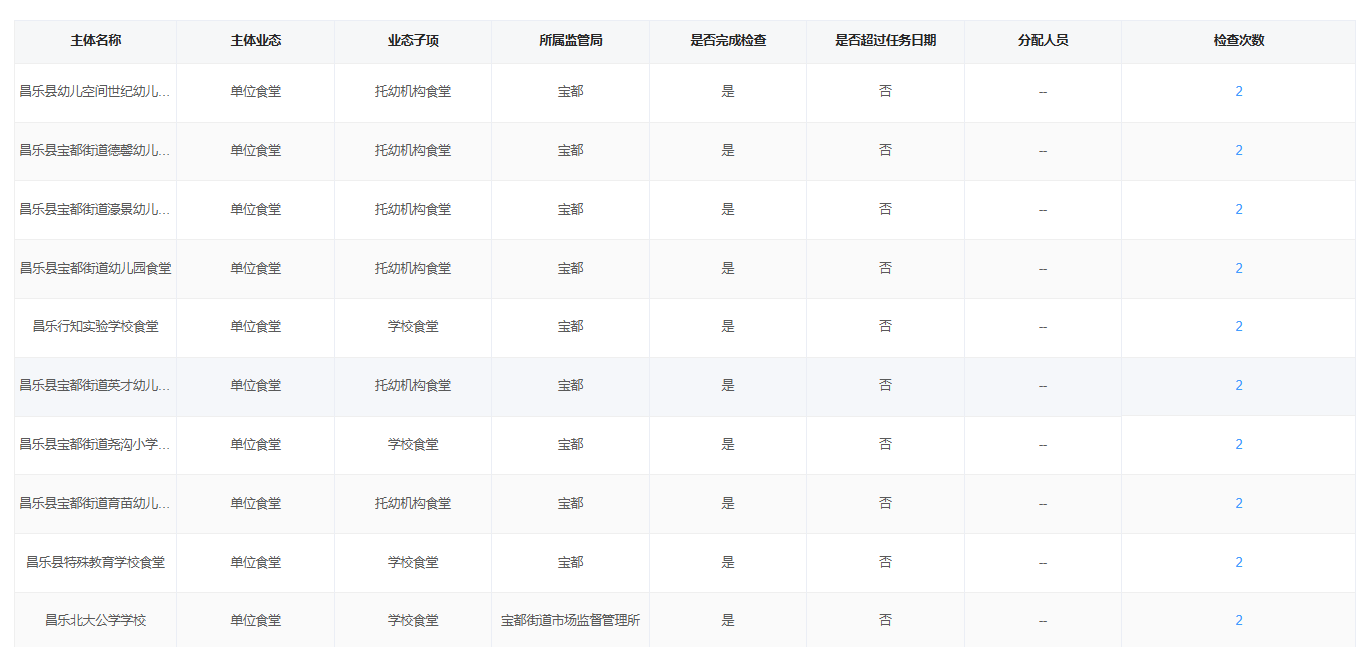 主体名称 主体业态 业态子项 所属监管局 是否完成检查 是否超过任务日期 分配人员 检查次数
昌乐县幼儿空间世纪幼儿... 单位食堂 托幼机构食堂 宝都 是 否 -- 2
昌乐县宝都街道德馨幼儿... 单位食堂 托幼机构食堂 宝都 是 否 -- 2
昌乐县宝都街道濠景幼儿... 单位食堂 托幼机构食堂 宝都 是 否 -- 2
昌乐县宝都街道幼儿园食堂 单位食堂 托幼机构食堂 宝都 是 否 -- 2
昌乐行知实验学校食堂 单位食堂 学校食堂 宝都 是 否 -- 2
昌乐县宝都街道英才幼儿... 单位食堂 托幼机构食堂 宝都 是 否 -- 2
昌乐县宝都街道尧沟小学... 单位食堂 学校食堂 宝都 是 否 -- 2
昌乐县宝都街道育苗幼儿... 单位食堂 托幼机构食堂 宝都 是 否 -- 2
昌乐县特殊教育学校食堂 单位食堂 学校食堂 宝都 是 否 -- 2
昌乐北大公学学校 单位食堂 学校食堂 宝都街道市场监督管理所 是 否 -- 2